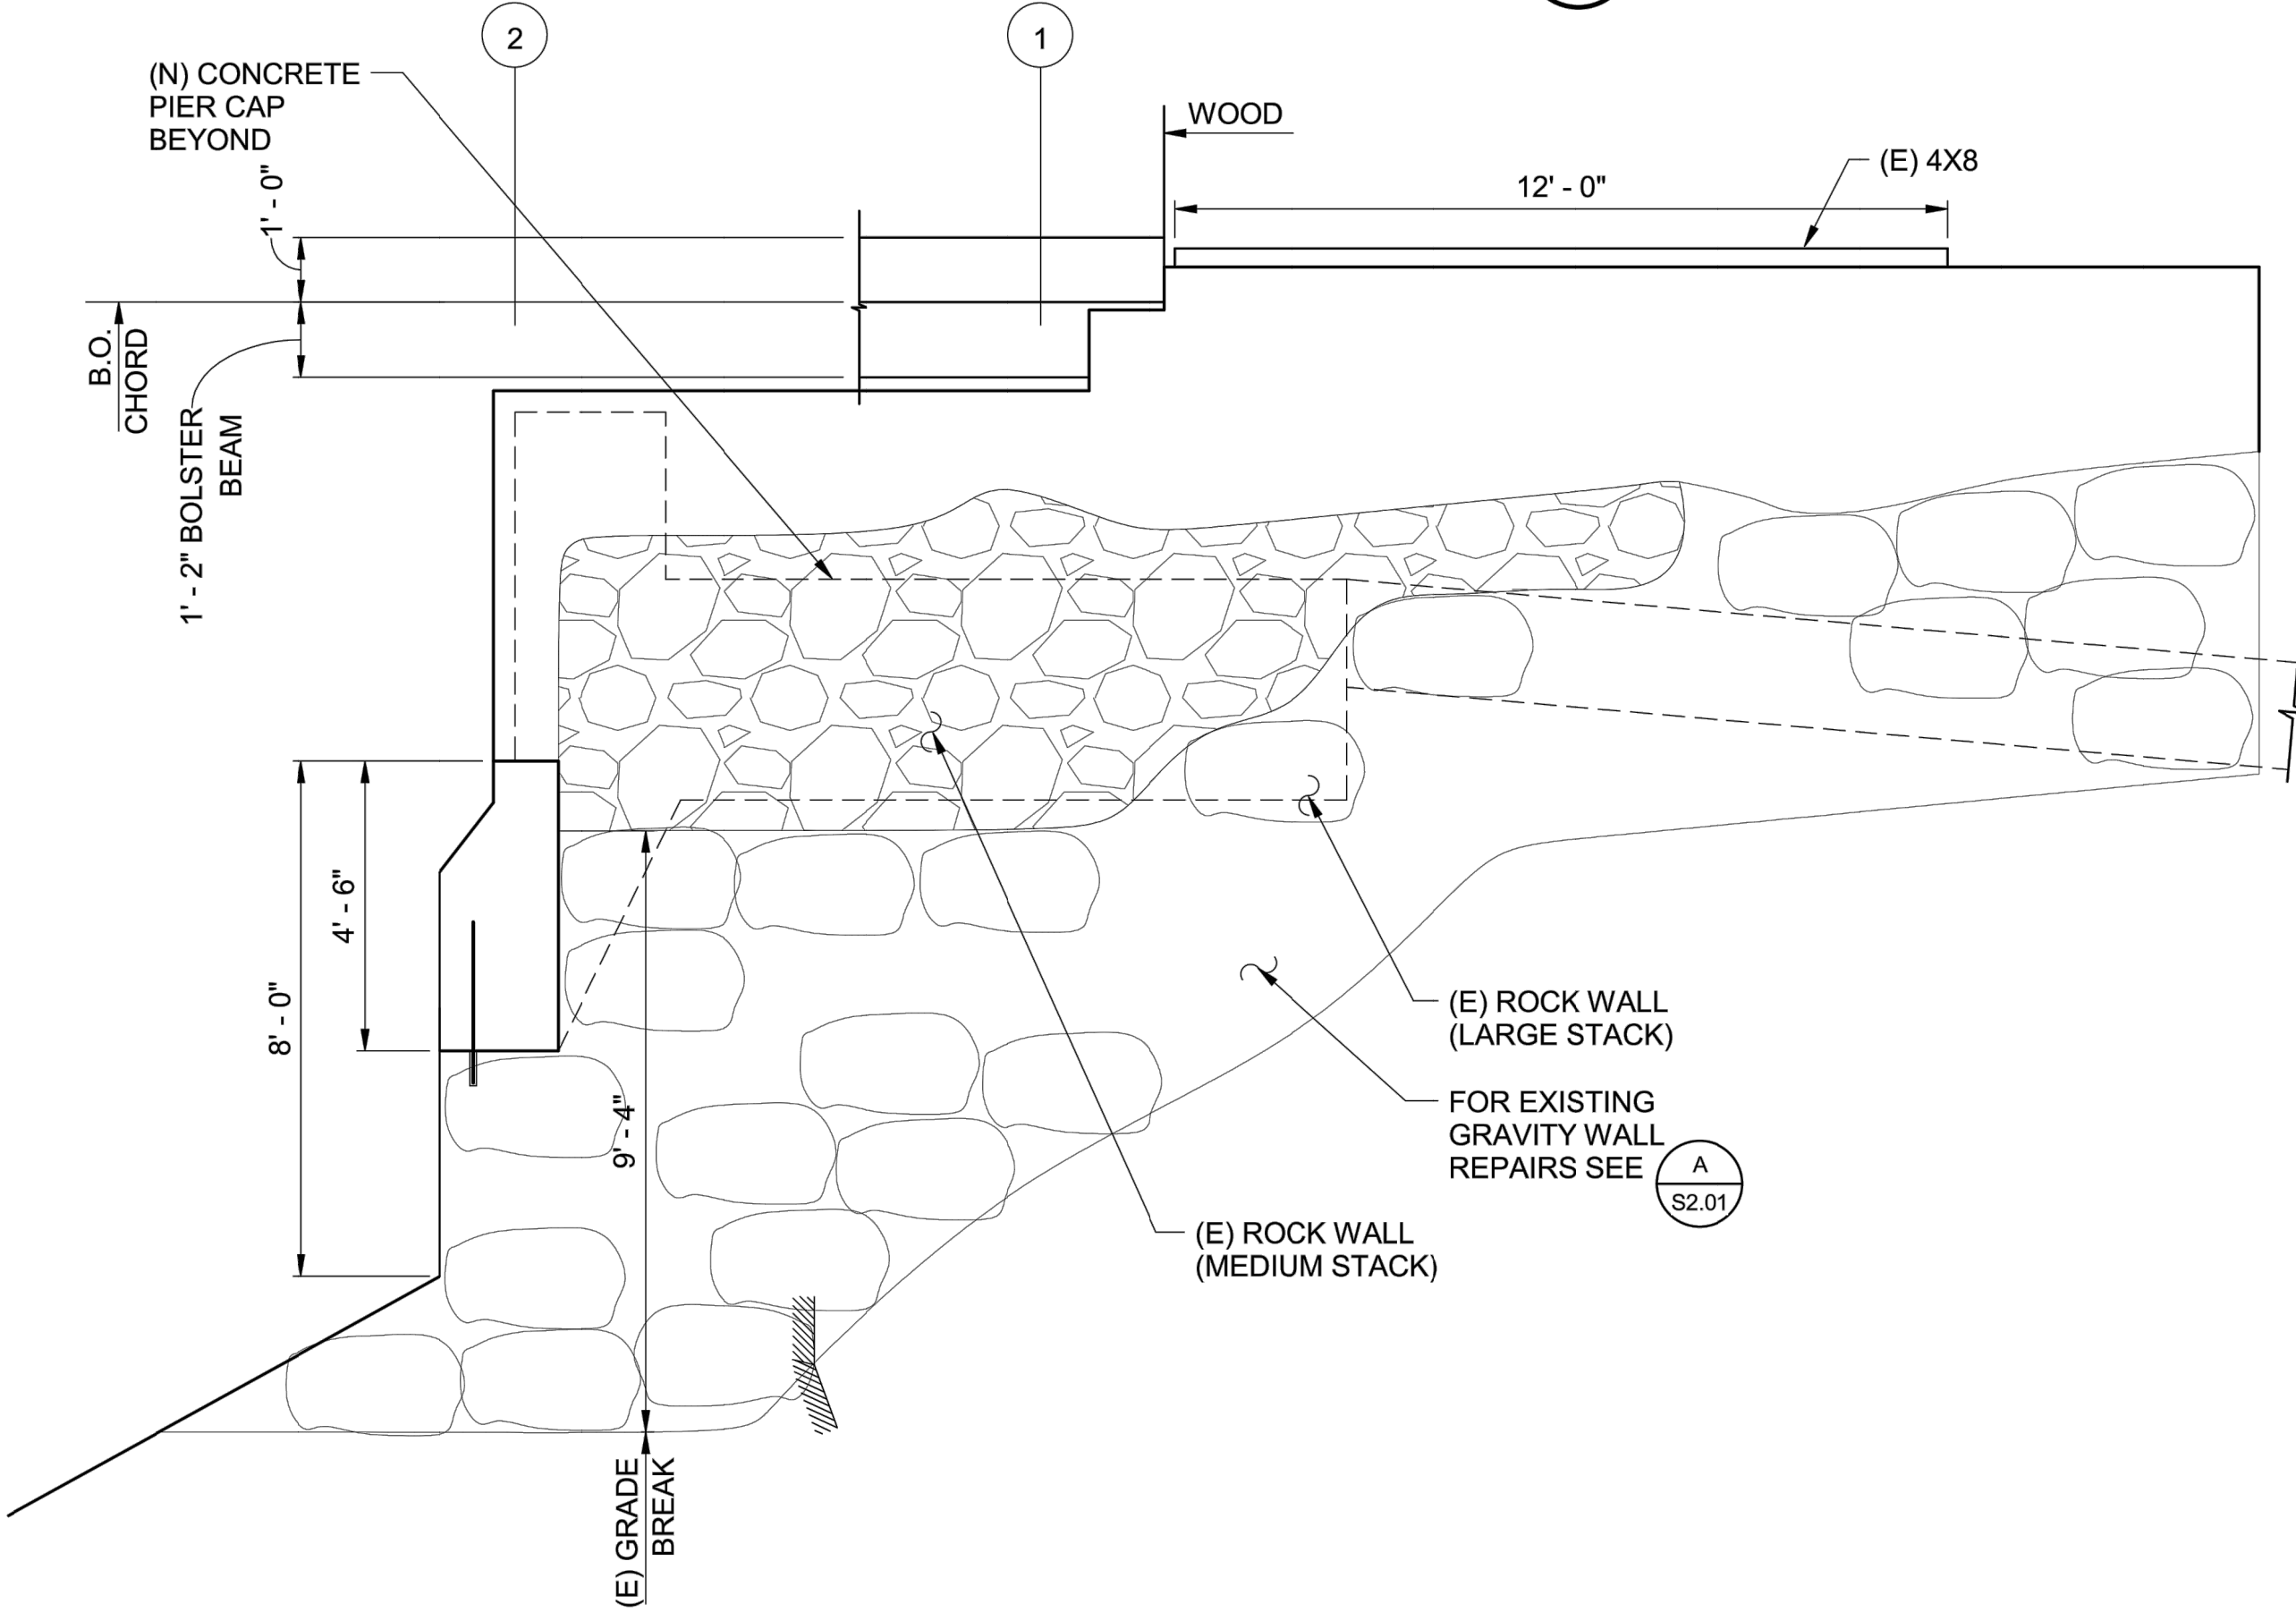 2
1
(N) CONCRETE
PIER CAP
BEYOND
WOOD
(E) 4X8
12' - 0"
1' - 0"
B.O.
CHORD
1' - 2" BOLSTER
BEAM
4' - 6"
8' - 0"
9' - 4"
(E) ROCK WALL
(LARGE STACK)
FOR EXISTING
GRAVITY WALL
REPAIRS SEE
A
S2.01
(E) ROCK WALL
(MEDIUM STACK)
(E) GRADE
BREAK